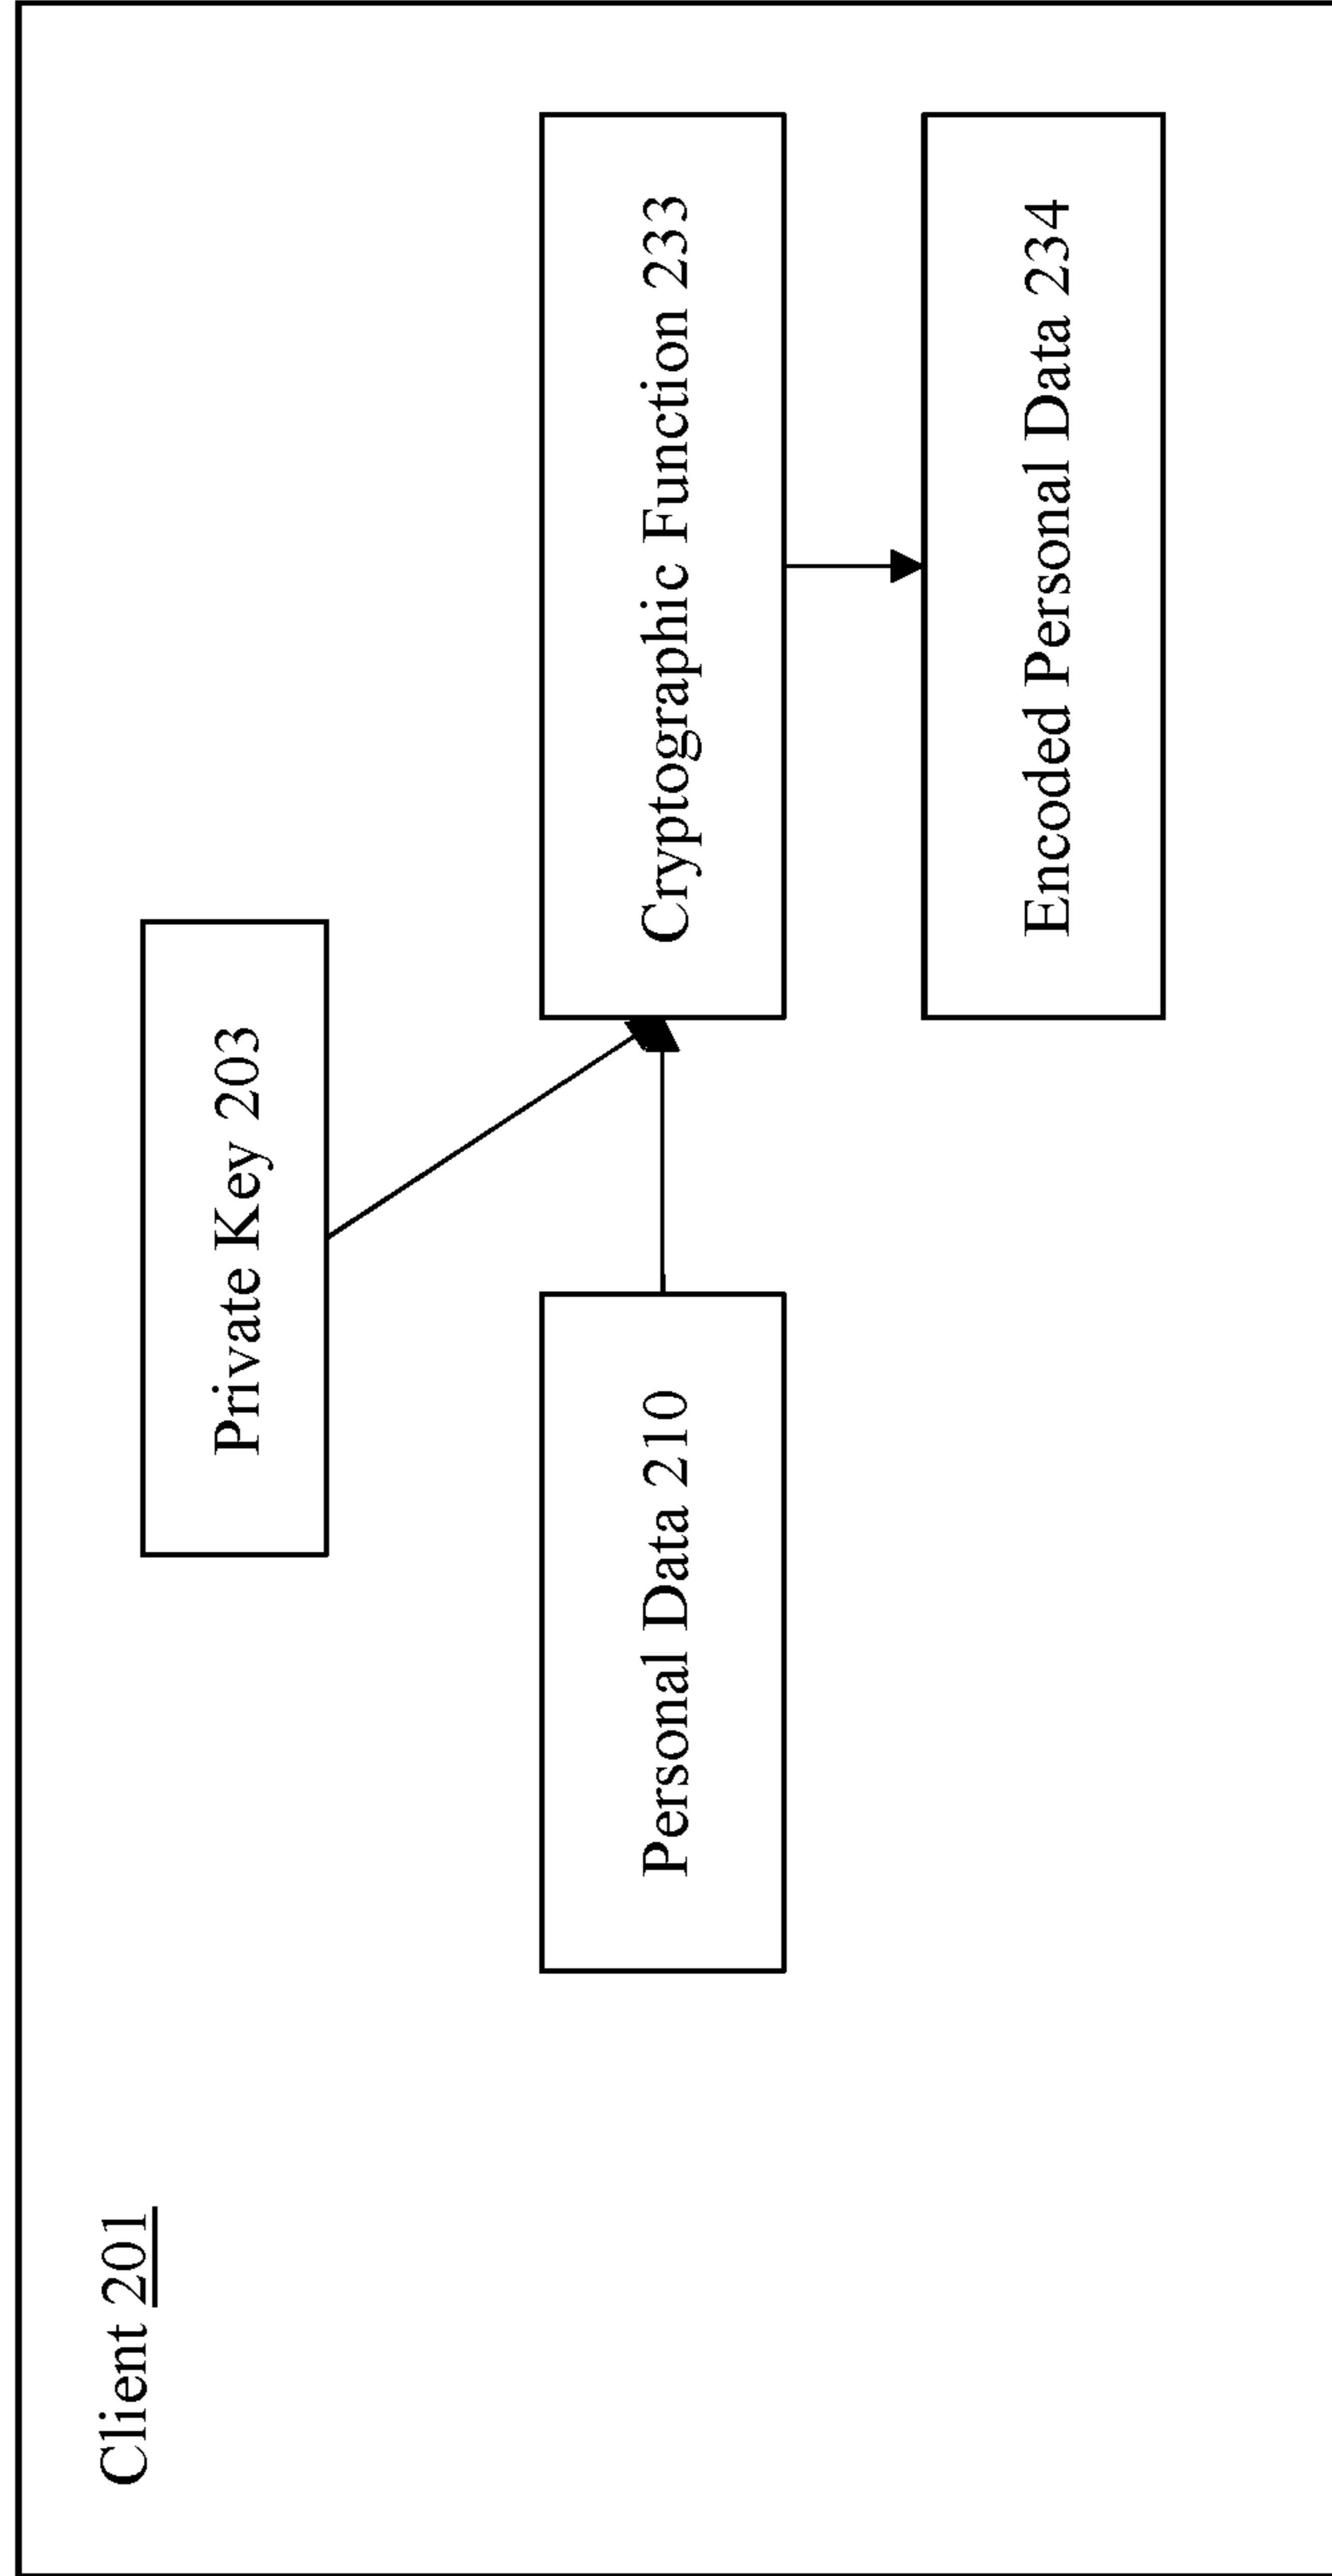 Client 201
Private Key 203
Personal Data 210
Cryptographic Function 233
Encoded Personal Data 234